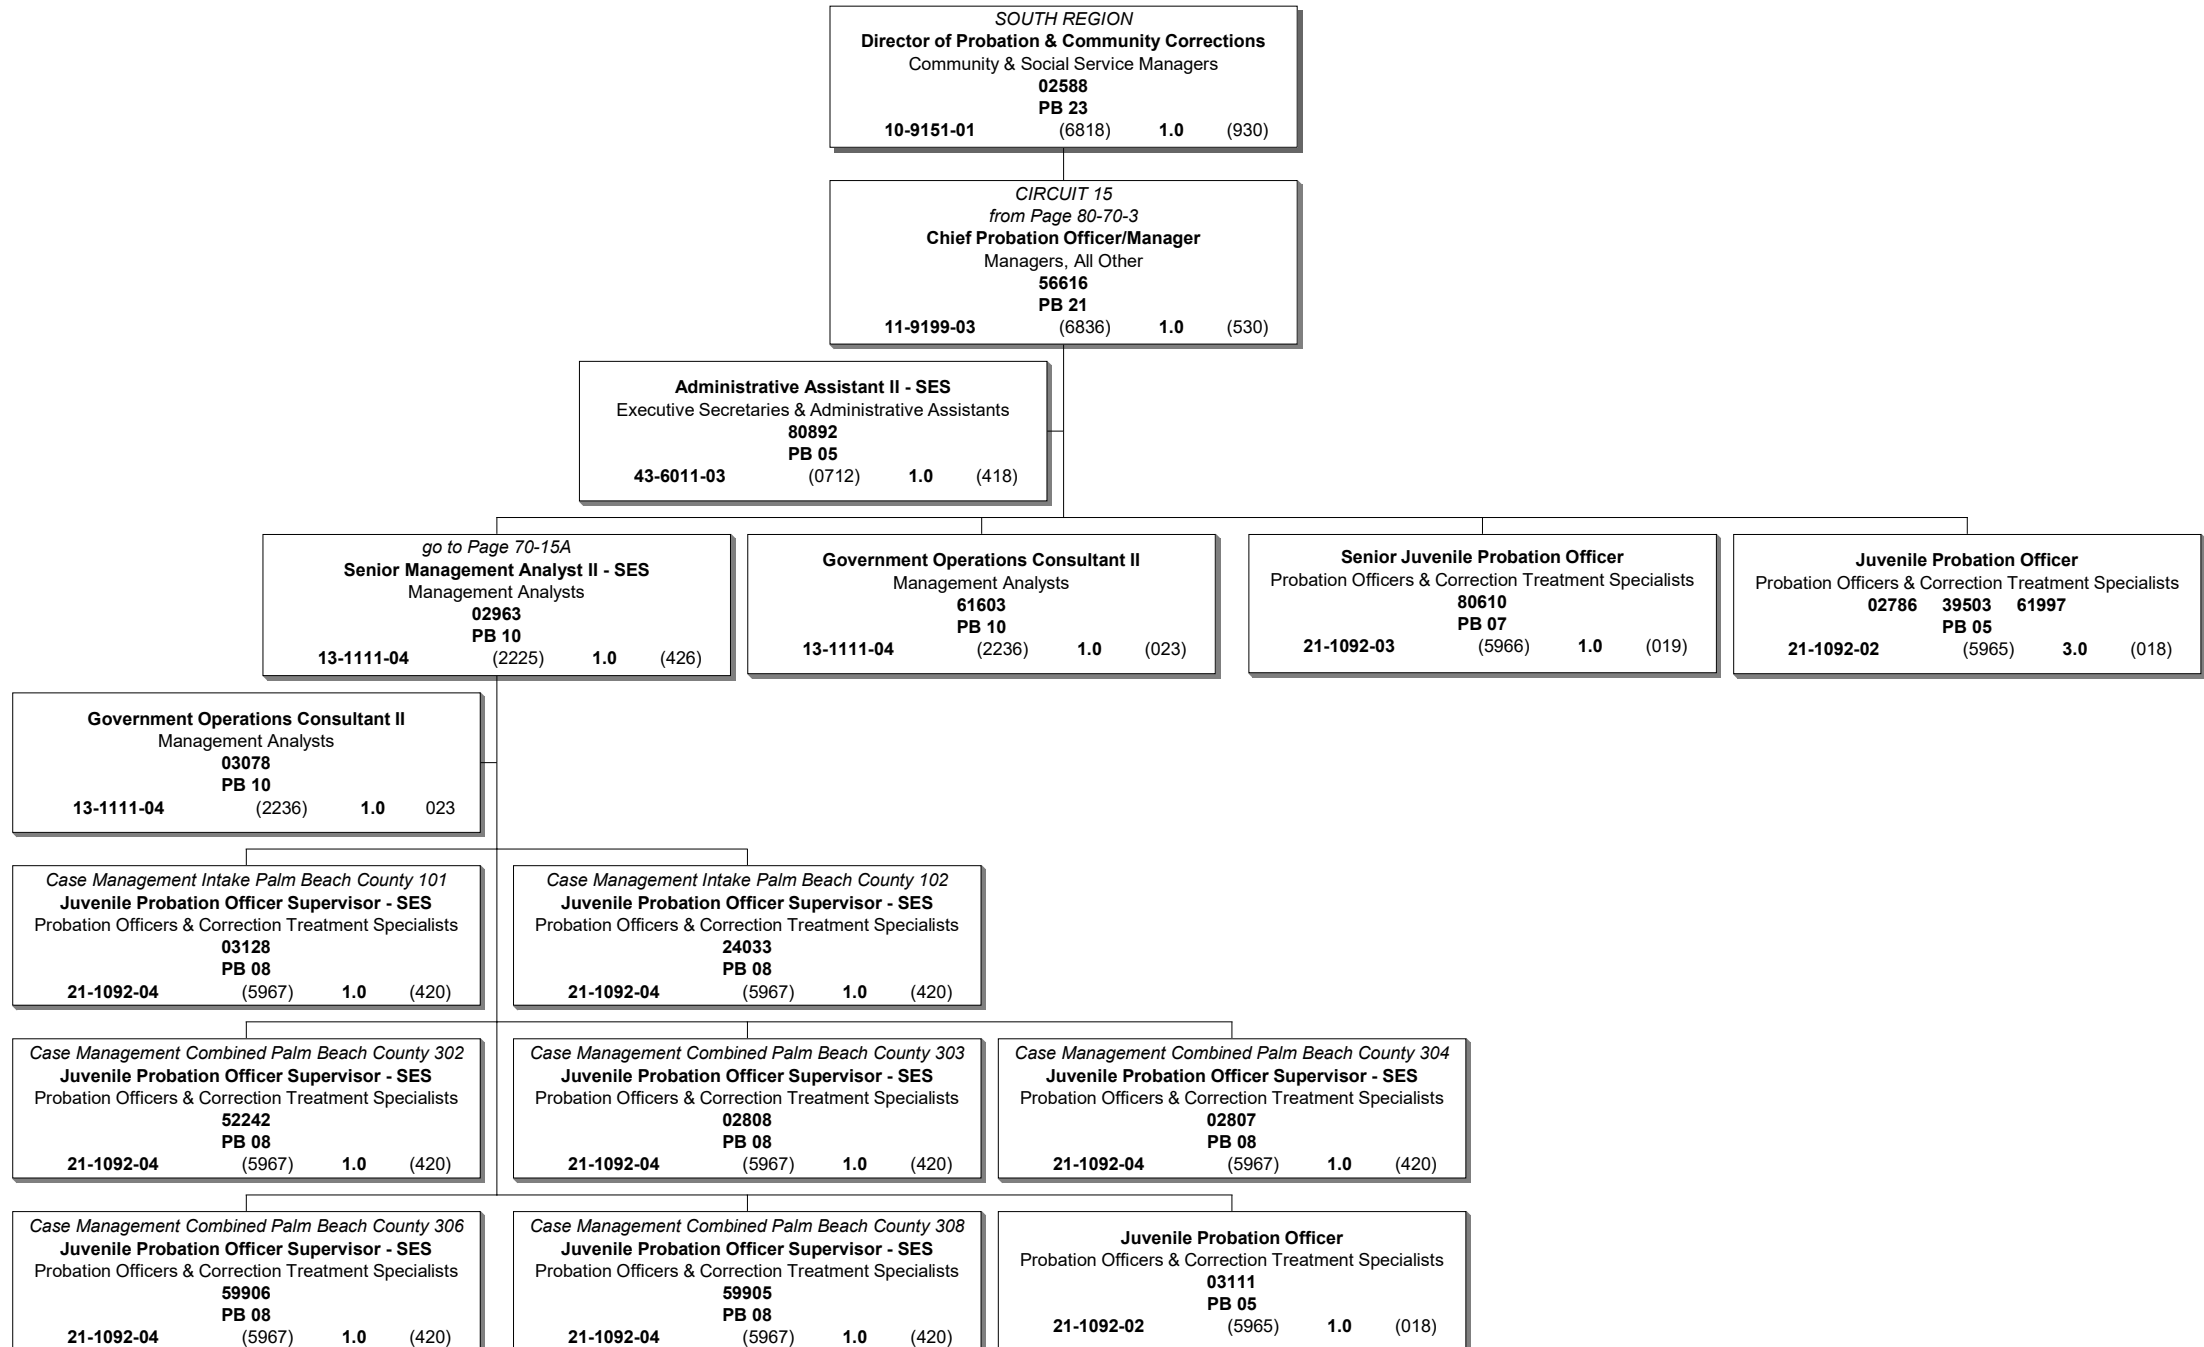 SOUTH REGION
Director of Probation & Community Corrections
Community & Social Service Managers
02588
PB 23
10-9151-01 (6818) 1.0 (930)
CIRCUIT 15
from Page 80-70-3
Chief Probation Officer/Manager
Managers, All Other
56616
PB 21
11-9199-03 (6836) 1.0 (530)
Administrative Assistant II - SES
Executive Secretaries & Administrative Assistants
80892
PB 05
43-6011-03 (0712) 1.0 (418)
go to Page 70-15A
Senior Management Analyst II - SES
Management Analysts
02963
PB 10
13-1111-04 (2225) 1.0 (426)
Government Operations Consultant II
Management Analysts
61603
PB 10
13-1111-04 (2236) 1.0 (023)
Senior Juvenile Probation Officer
Probation Officers & Correction Treatment Specialists
80610
PB 07
21-1092-03 (5966) 1.0 (019)
Juvenile Probation Officer
Probation Officers & Correction Treatment Specialists
02786 39503 61997
PB 05
21-1092-02 (5965) 3.0 (018)
Government Operations Consultant II
Management Analysts
03078
PB 10
13-1111-04 (2236) 1.0 023
Case Management Intake Palm Beach County 101
Juvenile Probation Officer Supervisor - SES
Probation Officers & Correction Treatment Specialists
03128
PB 08
21-1092-04 (5967) 1.0 (420)
Case Management Intake Palm Beach County 102
Juvenile Probation Officer Supervisor - SES
Probation Officers & Correction Treatment Specialists
24033
PB 08
21-1092-04 (5967) 1.0 (420)
Case Management Combined Palm Beach County 302
Juvenile Probation Officer Supervisor - SES
Probation Officers & Correction Treatment Specialists
52242
PB 08
21-1092-04 (5967) 1.0 (420)
Case Management Combined Palm Beach County 303
Juvenile Probation Officer Supervisor - SES
Probation Officers & Correction Treatment Specialists
02808
PB 08
21-1092-04 (5967) 1.0 (420)
Case Management Combined Palm Beach County 304
Juvenile Probation Officer Supervisor - SES
Probation Officers & Correction Treatment Specialists
02807
PB 08
21-1092-04 (5967) 1.0 (420)
Case Management Combined Palm Beach County 306
Juvenile Probation Officer Supervisor - SES
Probation Officers & Correction Treatment Specialists
59906
PB 08
21-1092-04 (5967) 1.0 (420)
Case Management Combined Palm Beach County 308
Juvenile Probation Officer Supervisor - SES
Probation Officers & Correction Treatment Specialists
59905
PB 08
21-1092-04 (5967) 1.0 (420)
Juvenile Probation Officer
Probation Officers & Correction Treatment Specialists
03111
PB 05
21-1092-02 (5965) 1.0 (018)